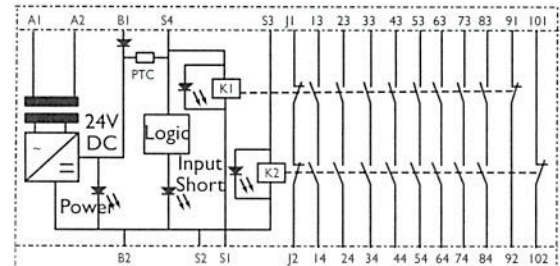 A1 A2 B1 S4 S3 J1 13 23 33 43 53 63 73 83 91 101
PTC
K1
24V
DC
Logic
Input
Short
K2
~
=
Power
B2 S2 S1 J2 14 24 34 44 54 64 74 84 92 102